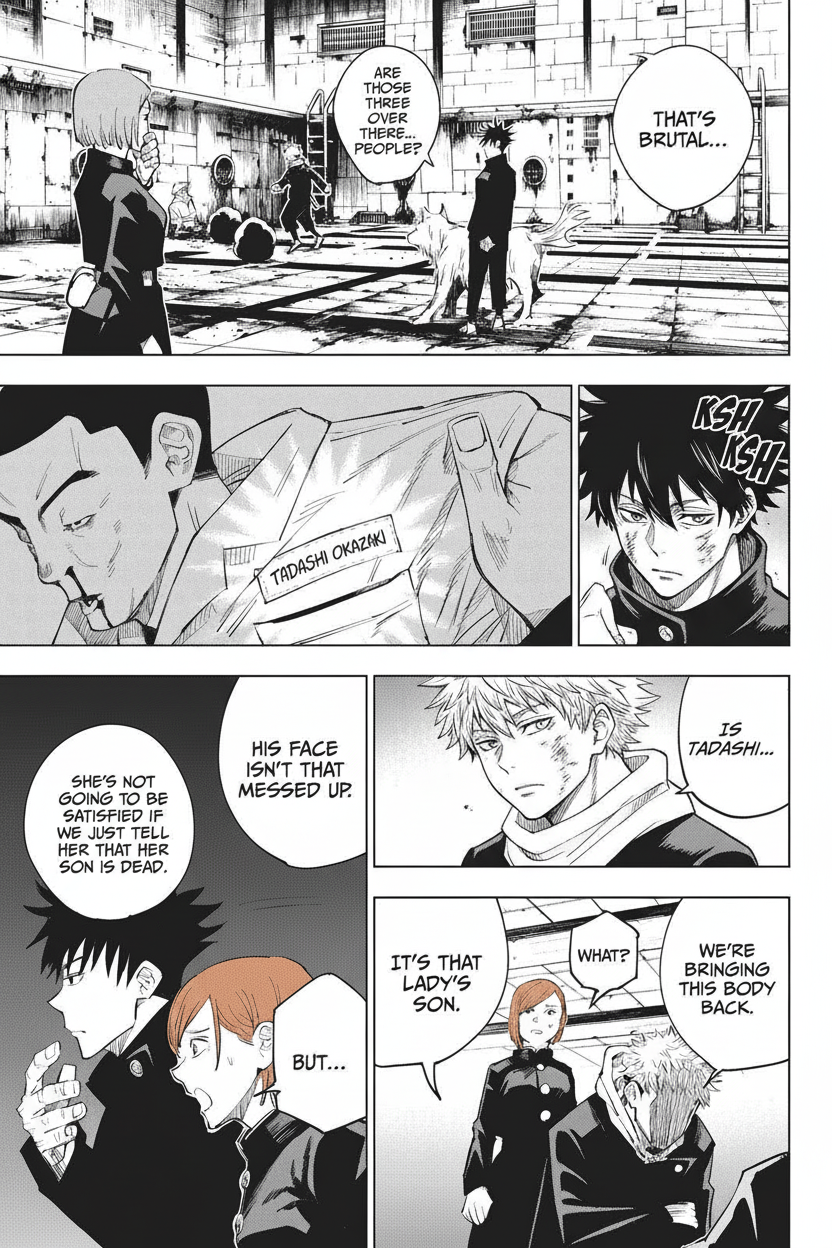 THAT'S
BRUTAL...
ARE
THOSE
THREE
OVER
THERE...
PEOPLE?
KSH
KSH
TADASHI OKAZAKI
IS
TADASHI...
WE'RE
BRINGING
THIS BODY
BACK.
WHAT?
IT'S THAT
LADY'S
SON.
HIS FACE
ISN'T THAT
MESSED UP.
SHE'S NOT
GOING TO BE
SATISFIED IF
WE JUST TELL
HER THAT HER
SON IS DEAD.
BUT...